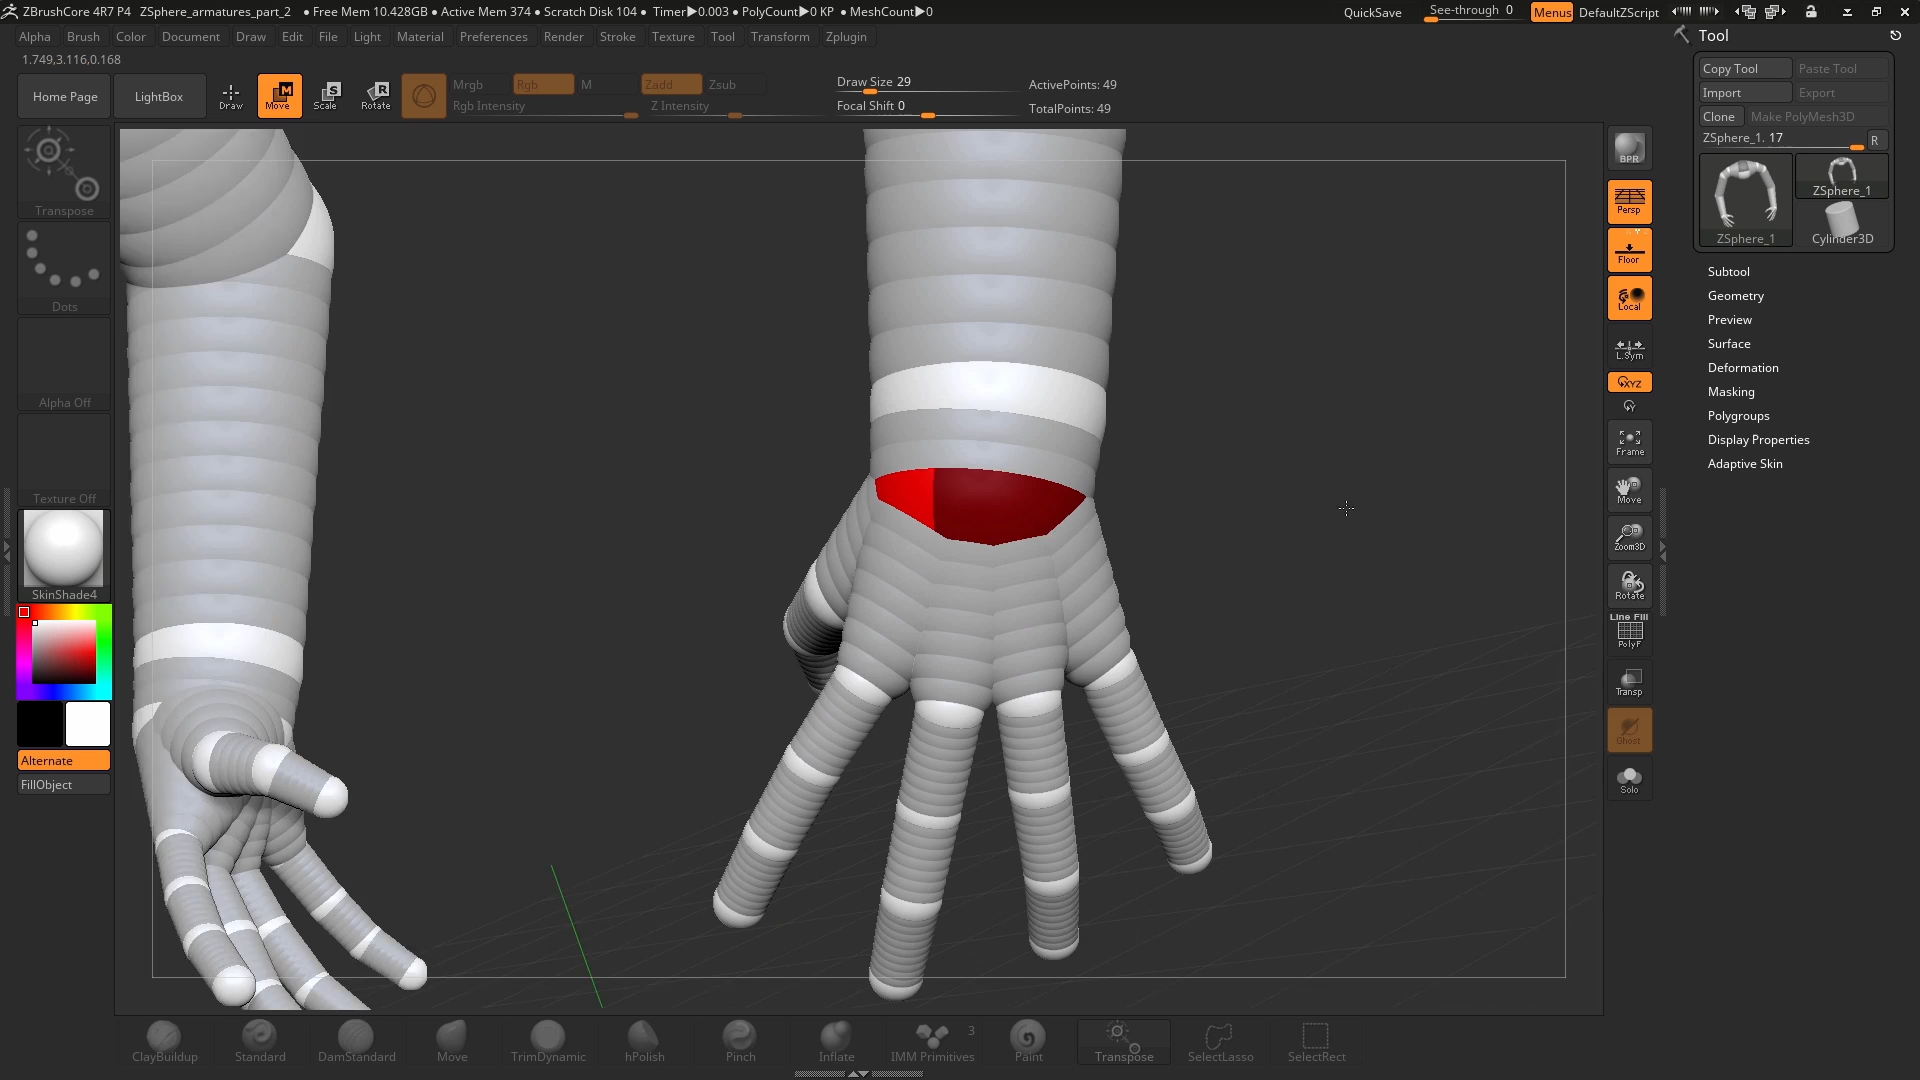 ZBrushCore 4R7 P4   ZSphere_armatures_part_2   ● Free Mem 10.428GB ● Active Mem 374 ● Scratch Disk 104 ●  Timer▶0.003 ● PolyCount▶0 KP  ● MeshCount▶0   QuickSave   See-through 0   Menus   DefaultZScript
Alpha   Brush   Color   Document   Draw   Edit   File   Light   Material   Preferences   Render   Stroke   Texture   Tool   Transform   Zplugin
1.749,3.116,0.168
Home Page   LightBox
Draw   Move   Scale   Rotate
M   S   R
Mrgb   Rgb   M   Zadd   Zsub
Rgb Intensity   Z Intensity
Draw Size 29   ActivePoints: 49
Focal Shift 0   TotalPoints: 49
Transpose
Dots
Alpha Off
Texture Off
SkinShade4
Alternate
FillObject
BPR
Persp
Floor
Local
L.Sym
XYZ
Y
Frame
Move
Zoom3D
Rotate
Line Fill
PolyF
Transp
Ghost
Solo
Tool
Copy Tool   Paste Tool
Import   Export
Clone   Make PolyMesh3D
ZSphere_1. 17   R
ZSphere_1
ZSphere_1   Cylinder3D
Subtool
Geometry
Preview
Surface
Deformation
Masking
Polygroups
Display Properties
Adaptive Skin
3
ClayBuildup   Standard   DamStandard   Move   TrimDynamic   hPolish   Pinch   Inflate   IMM Primitives   Paint   Transpose   SelectLasso   SelectRect